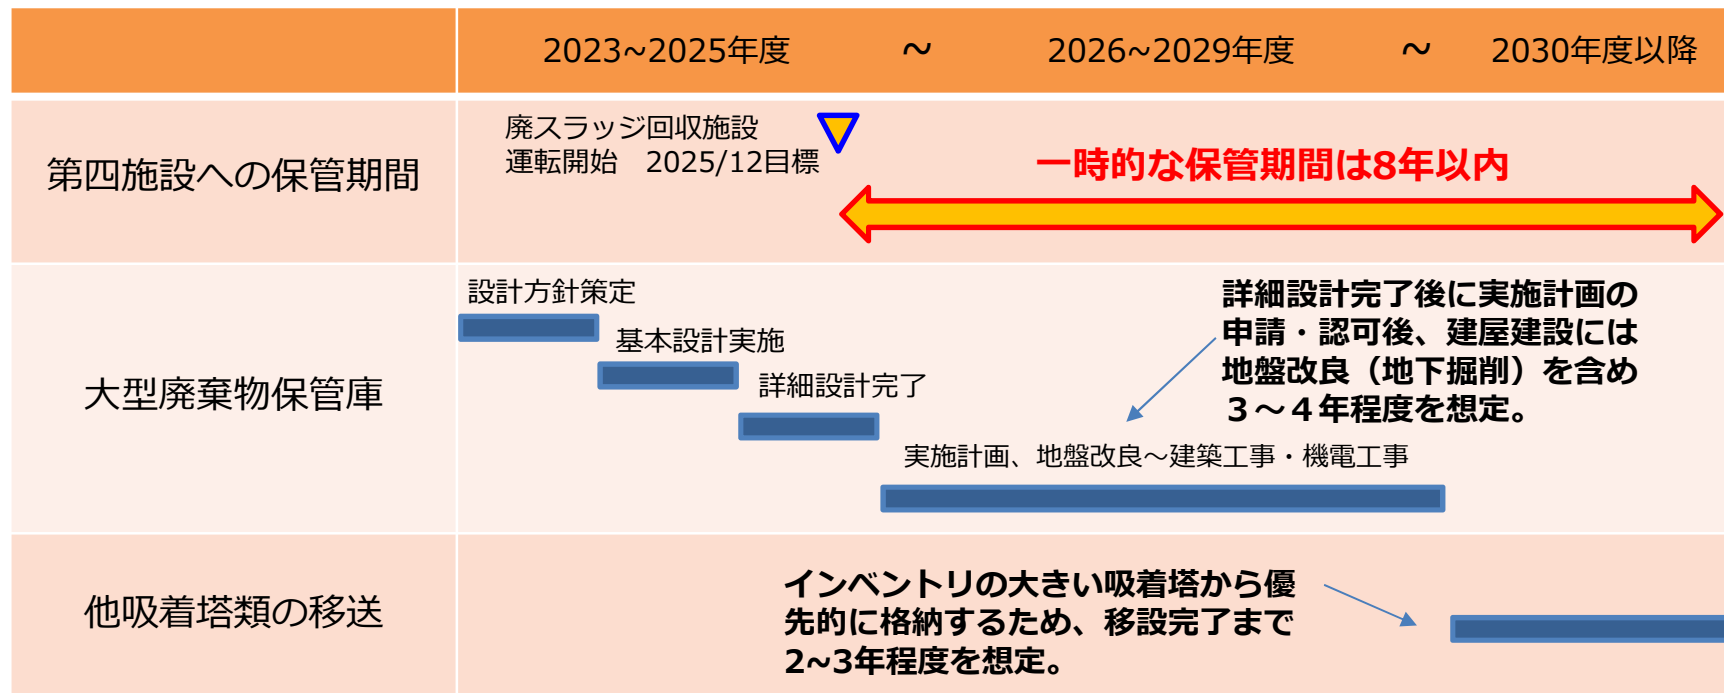 2023~2025年度 ~ 2026~2029年度 ~ 2030年度以降
第四施設への保管期間
廃スラッジ回収施設
運転開始　2025/12目標
一時的な保管期間は8年以内
大型廃棄物保管庫
設計方針策定
基本設計実施
詳細設計完了
詳細設計完了後に実施計画の
申請・認可後、建屋建設には
地盤改良（地下掘削）を含め
３～４年程度を想定。
実施計画、地盤改良～建築工事・機電工事
他吸着塔類の移送
インベントリの大きい吸着塔から優
先的に格納するため、移設完了まで
2~3年程度を想定。